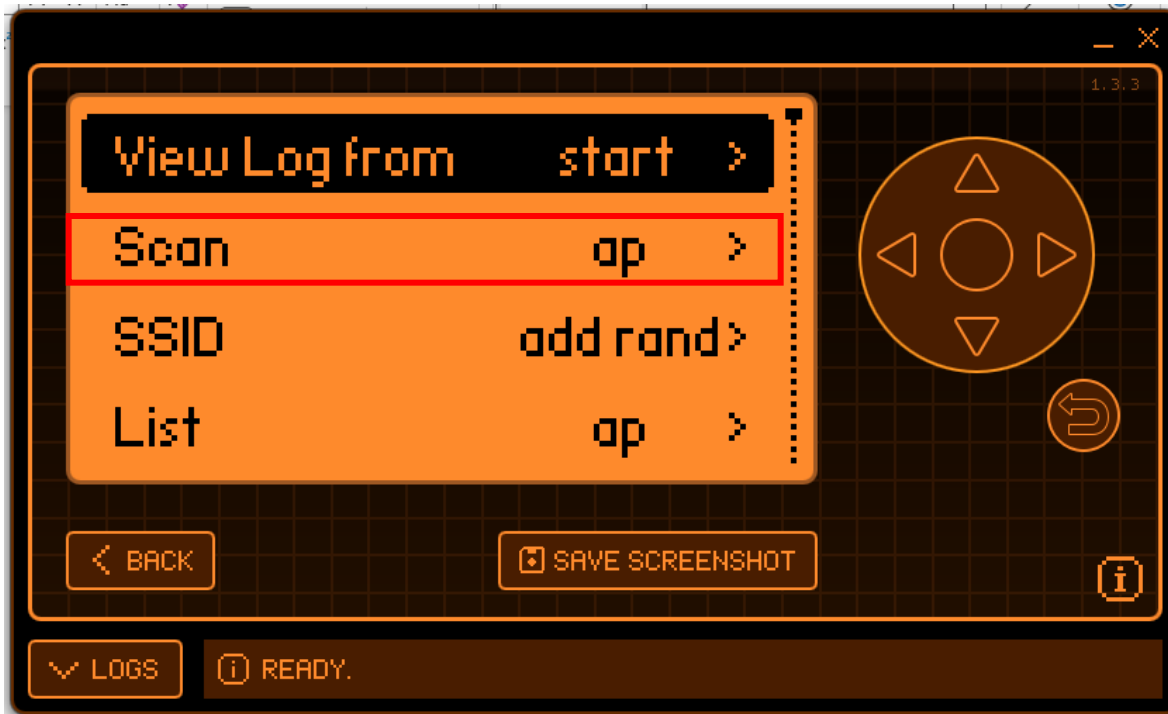 1.3.3
View Log from start >
Scan ap >
SSID add rand >
List ap >
BACK
SAVE SCREENSHOT
LOGS
READY.